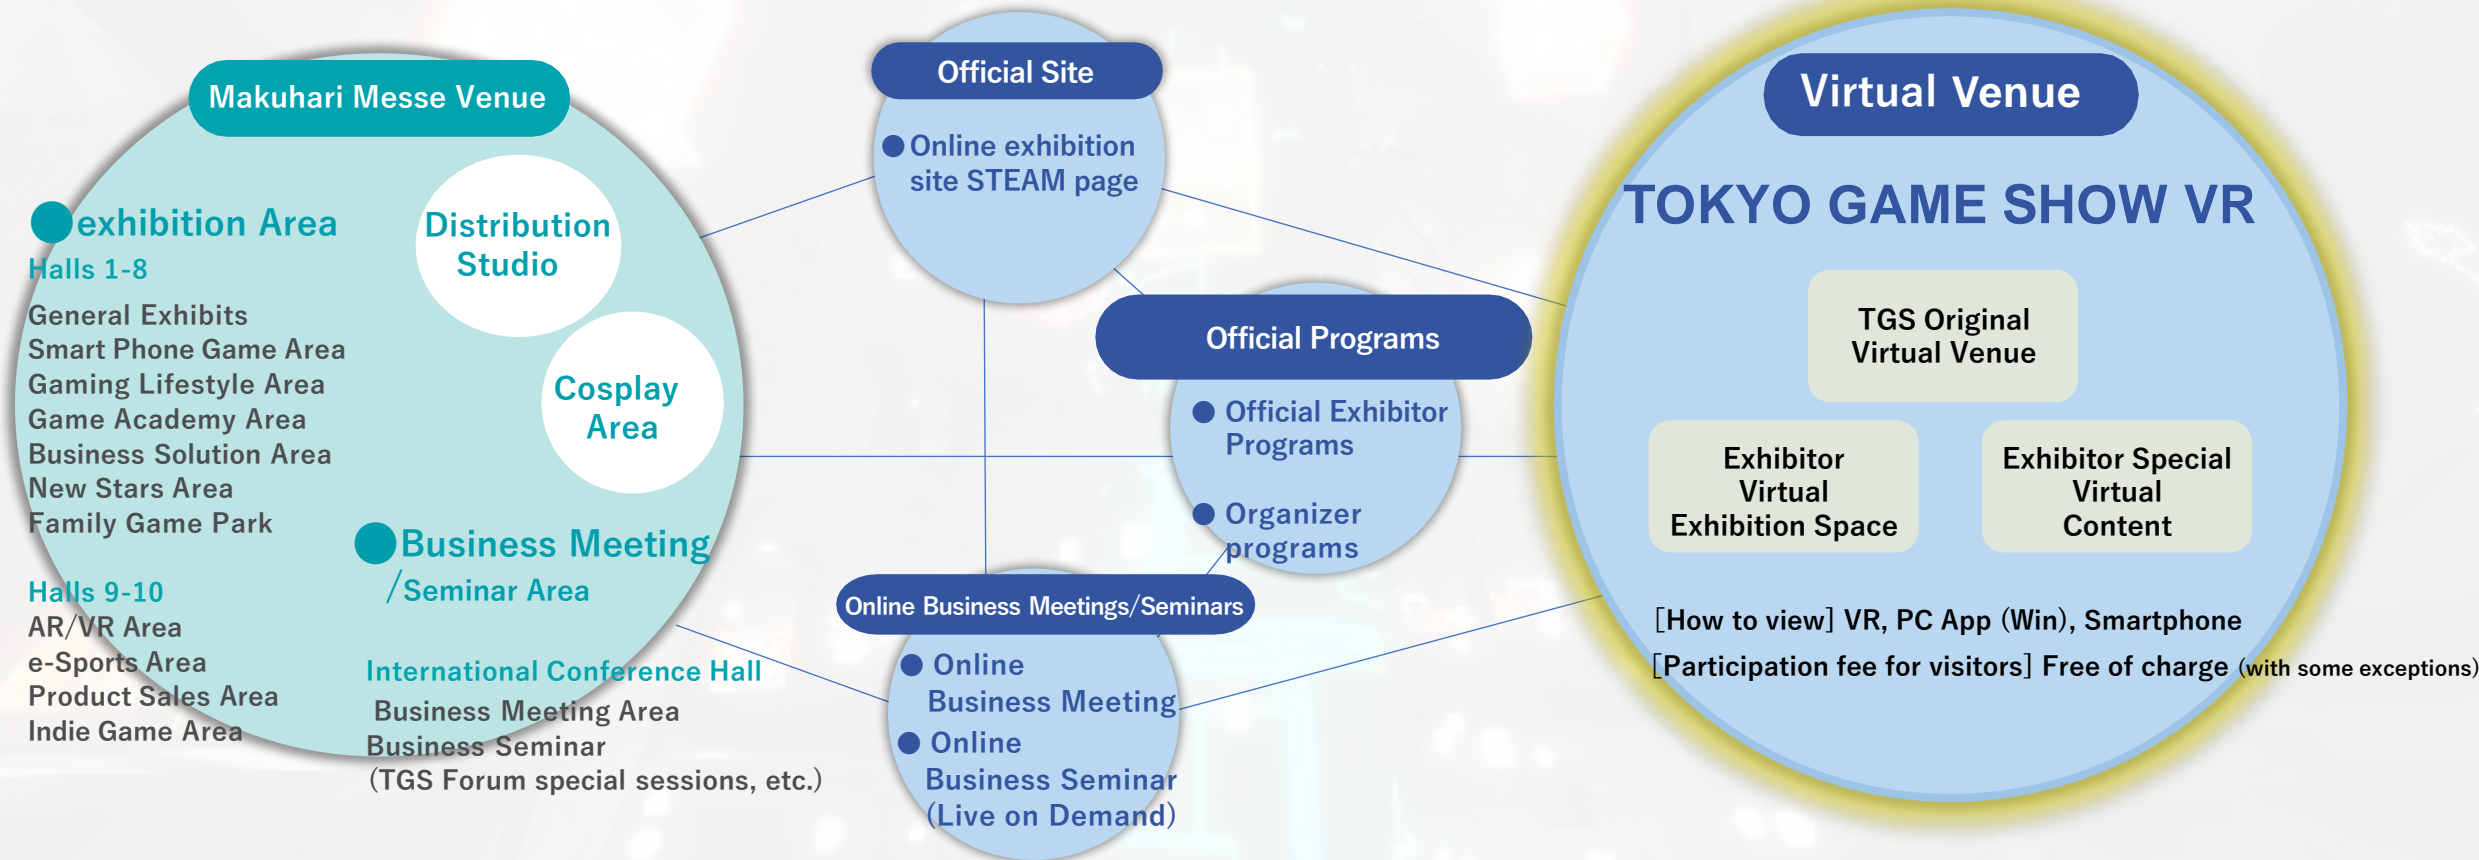 Makuhari Messe Venue
●exhibition Area
Halls 1-8
General Exhibits
Smart Phone Game Area
Gaming Lifestyle Area
Game Academy Area
Business Solution Area
New Stars Area
Family Game Park
Halls 9-10
AR/VR Area
e-Sports Area
Product Sales Area
Indie Game Area
Distribution
Studio
Cosplay
Area
●Business Meeting
/Seminar Area
International Conference Hall
Business Meeting Area
Business Seminar
(TGS Forum special sessions, etc.)
Official Site
● Online exhibition
site STEAM page
Official Programs
● Official Exhibitor
Programs
● Organizer
programs
Online Business Meetings/Seminars
● Online
Business Meeting
● Online
Business Seminar
(Live on Demand)
Virtual Venue
TOKYO GAME SHOW VR
TGS Original
Virtual Venue
Exhibitor
Virtual
Exhibition Space
Exhibitor Special
Virtual
Content
[How to view] VR, PC App (Win), Smartphone
[Participation fee for visitors] Free of charge (with some exceptions)